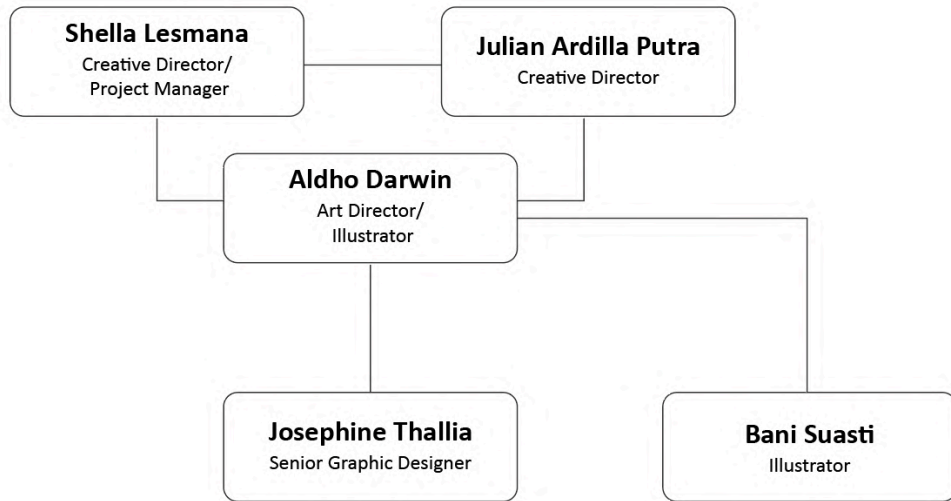 Shella Lesmana
Creative Director/
Project Manager
Julian Ardilla Putra
Creative Director
Aldho Darwin
Art Director/
Illustrator
Josephine Thallia
Senior Graphic Designer
Bani Suasti
Illustrator